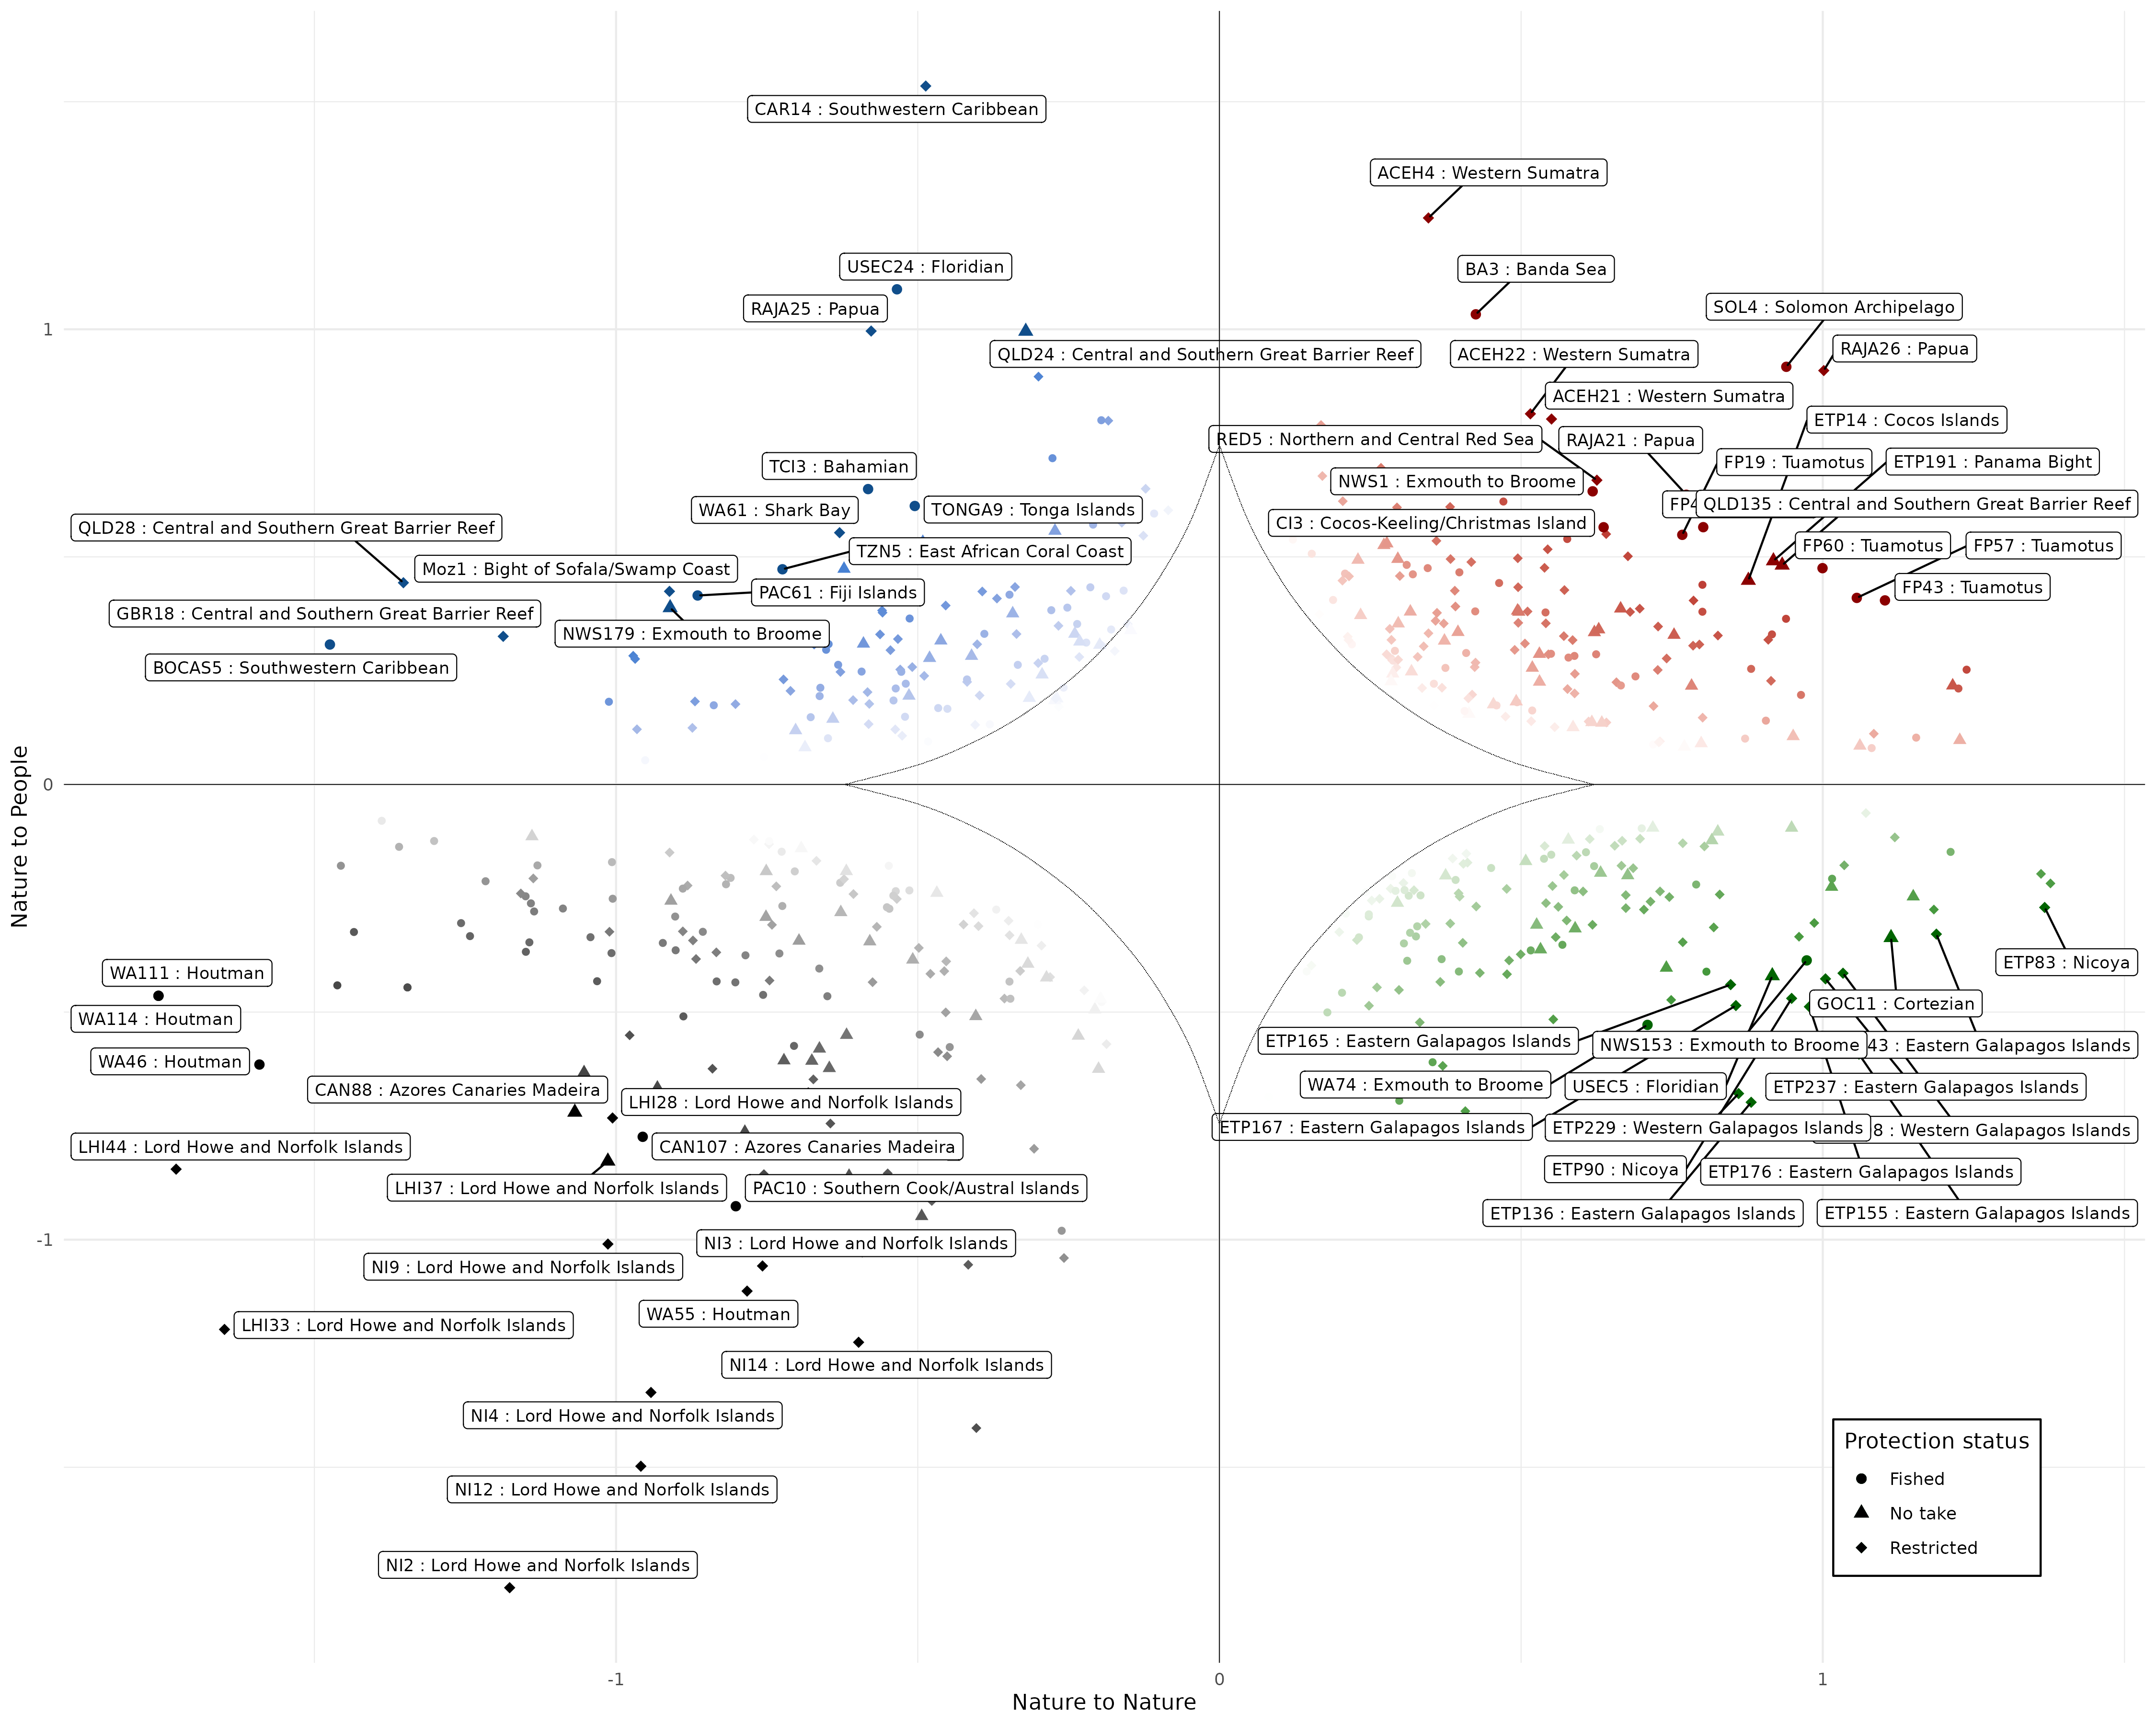 CAR14 : Southwestern Caribbean
ACEH4 : Western Sumatra
USEC24 : Floridian
BA3 : Banda Sea
RAJA25 : Papua
SOL4 : Solomon Archipelago
1
QLD24 : Central and Southern Great Barrier Reef
ACEH22 : Western Sumatra
RAJA26 : Papua
ACEH21 : Western Sumatra
ETP14 : Cocos Islands
RED5 : Northern and Central Red Sea
RAJA21 : Papua
TCI3 : Bahamian
FP19 : Tuamotus
ETP191 : Panama Bight
NWS1 : Exmouth to Broome
WA61 : Shark Bay
TONGA9 : Tonga Islands
QLD135 : Central and Southern Great Barrier Reef
QLD28 : Central and Southern Great Barrier Reef
CI3 : Cocos-Keeling/Christmas Island
TZN5 : East African Coral Coast
FP60 : Tuamotus
FP57 : Tuamotus
Moz1 : Bight of Sofala/Swamp Coast
PAC61 : Fiji Islands
FP43 : Tuamotus
GBR18 : Central and Southern Great Barrier Reef
NWS179 : Exmouth to Broome
BOCAS5 : Southwestern Caribbean
0
Nature to People
WA111 : Houtman
ETP83 : Nicoya
WA114 : Houtman
GOC11 : Cortezian
WA46 : Houtman
ETP165 : Eastern Galapagos Islands
NWS153 : Exmouth to Broome
43 : Eastern Galapagos Islands
CAN88 : Azores Canaries Madeira
LHI28 : Lord Howe and Norfolk Islands
WA74 : Exmouth to Broome
USEC5 : Floridian
ETP237 : Eastern Galapagos Islands
LHI44 : Lord Howe and Norfolk Islands
CAN107 : Azores Canaries Madeira
ETP167 : Eastern Galapagos Islands
ETP229 : Western Galapagos Islands
8 : Western Galapagos Islands
LHI37 : Lord Howe and Norfolk Islands
PAC10 : Southern Cook/Austral Islands
ETP90 : Nicoya
ETP176 : Eastern Galapagos Islands
ETP136 : Eastern Galapagos Islands
ETP155 : Eastern Galapagos Islands
-1
NI3 : Lord Howe and Norfolk Islands
NI9 : Lord Howe and Norfolk Islands
WA55 : Houtman
LHI33 : Lord Howe and Norfolk Islands
NI14 : Lord Howe and Norfolk Islands
NI4 : Lord Howe and Norfolk Islands
NI12 : Lord Howe and Norfolk Islands
NI2 : Lord Howe and Norfolk Islands
Protection status
Fished
No take
Restricted
-1
0
1
Nature to Nature